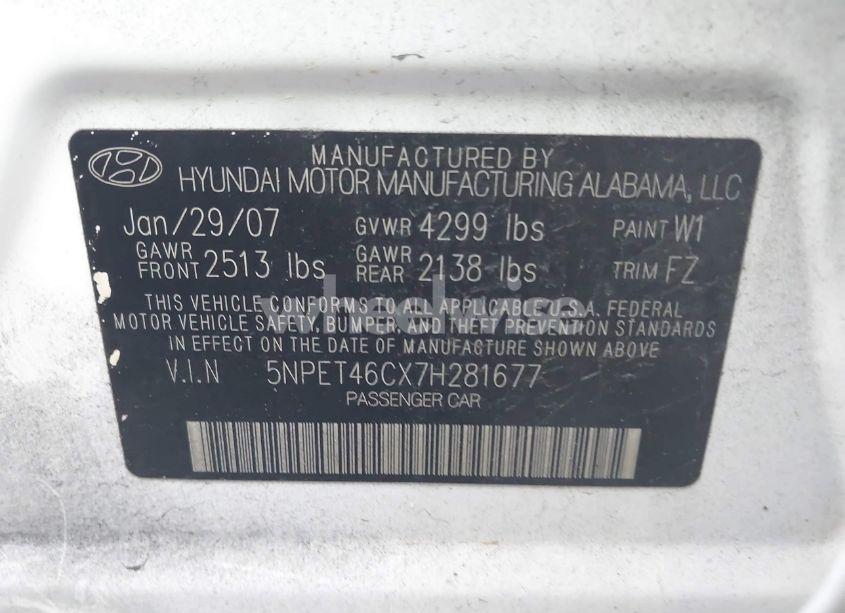 MANUFACTURED BY
HYUNDAI MOTOR MANUFACTURING ALABAMA, LLC
Jan/29/07 GVWR 4299 lbs PAINT W1
GAWR FRONT 2513 lbs GAWR REAR 2138 lbs TRIM FZ
THIS VEHICLE CONFORMS TO ALL APPLICABLE U.S.A. FEDERAL
MOTOR VEHICLE SAFETY, BUMPER, AND THEFT PREVENTION STANDARDS
IN EFFECT ON THE DATE OF MANUFACTURE SHOWN ABOVE
V.I.N 5NPET46CX7H281677
PASSENGER CAR